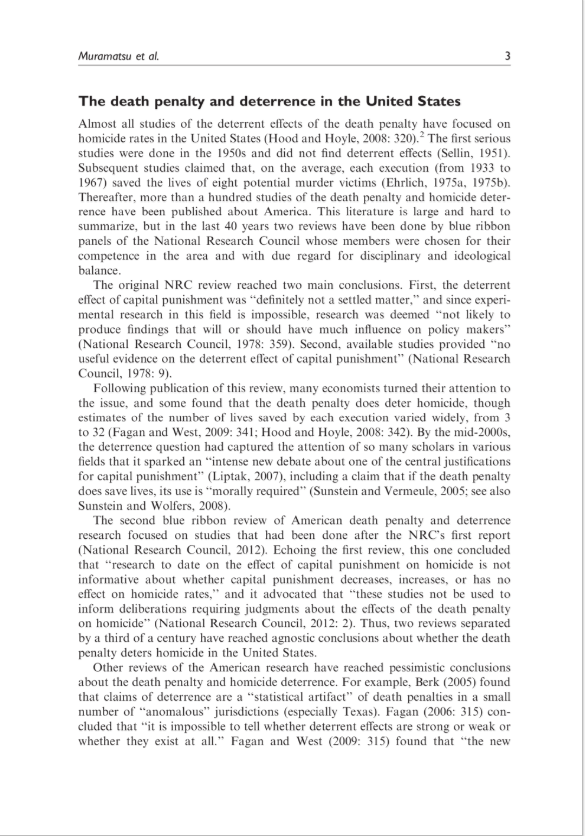 Muramatsu et al. 3
The death penalty and deterrence in the United States
Almost all studies of the deterrent effects of the death penalty have focused on
homicide rates in the United States (Hood and Hoyle, 2008: 320).2 The first serious
studies were done in the 1950s and did not find deterrent effects (Sellin, 1951).
Subsequent studies claimed that, on the average, each execution (from 1933 to
1967) saved the lives of eight potential murder victims (Ehrlich, 1975a, 1975b).
Thereafter, more than a hundred studies of the death penalty and homicide deter-
rence have been published about America. This literature is large and hard to
summarize, but in the last 40 years two reviews have been done by blue ribbon
panels of the National Research Council whose members were chosen for their
competence in the area and with due regard for disciplinary and ideological
balance.
The original NRC review reached two main conclusions. First, the deterrent
effect of capital punishment was “definitely not a settled matter,” and since experi-
mental research in this field is impossible, research was deemed “not likely to
produce findings that will or should have much influence on policy makers”
(National Research Council, 1978: 359). Second, available studies provided “no
useful evidence on the deterrent effect of capital punishment” (National Research
Council, 1978: 9).
Following publication of this review, many economists turned their attention to
the issue, and some found that the death penalty does deter homicide, though
estimates of the number of lives saved by each execution varied widely, from 3
to 32 (Fagan and West, 2009: 341; Hood and Hoyle, 2008: 342). By the mid-2000s,
the deterrence question had captured the attention of so many scholars in various
fields that it sparked an “intense new debate about one of the central justifications
for capital punishment” (Liptak, 2007), including a claim that if the death penalty
does save lives, its use is “morally required” (Sunstein and Vermeule, 2005; see also
Sunstein and Wolfers, 2008).
The second blue ribbon review of American death penalty and deterrence
research focused on studies that had been done after the NRC’s first report
(National Research Council, 2012). Echoing the first review, this one concluded
that “research to date on the effect of capital punishment on homicide is not
informative about whether capital punishment decreases, increases, or has no
effect on homicide rates,” and it advocated that “these studies not be used to
inform deliberations requiring judgments about the effects of the death penalty
on homicide” (National Research Council, 2012: 2). Thus, two reviews separated
by a third of a century have reached agnostic conclusions about whether the death
penalty deters homicide in the United States.
Other reviews of the American research have reached pessimistic conclusions
about the death penalty and homicide deterrence. For example, Berk (2005) found
that claims of deterrence are a “statistical artifact” of death penalties in a small
number of “anomalous” jurisdictions (especially Texas). Fagan (2006: 315) con-
cluded that “it is impossible to tell whether deterrent effects are strong or weak or
whether they exist at all.” Fagan and West (2009: 315) found that “the new